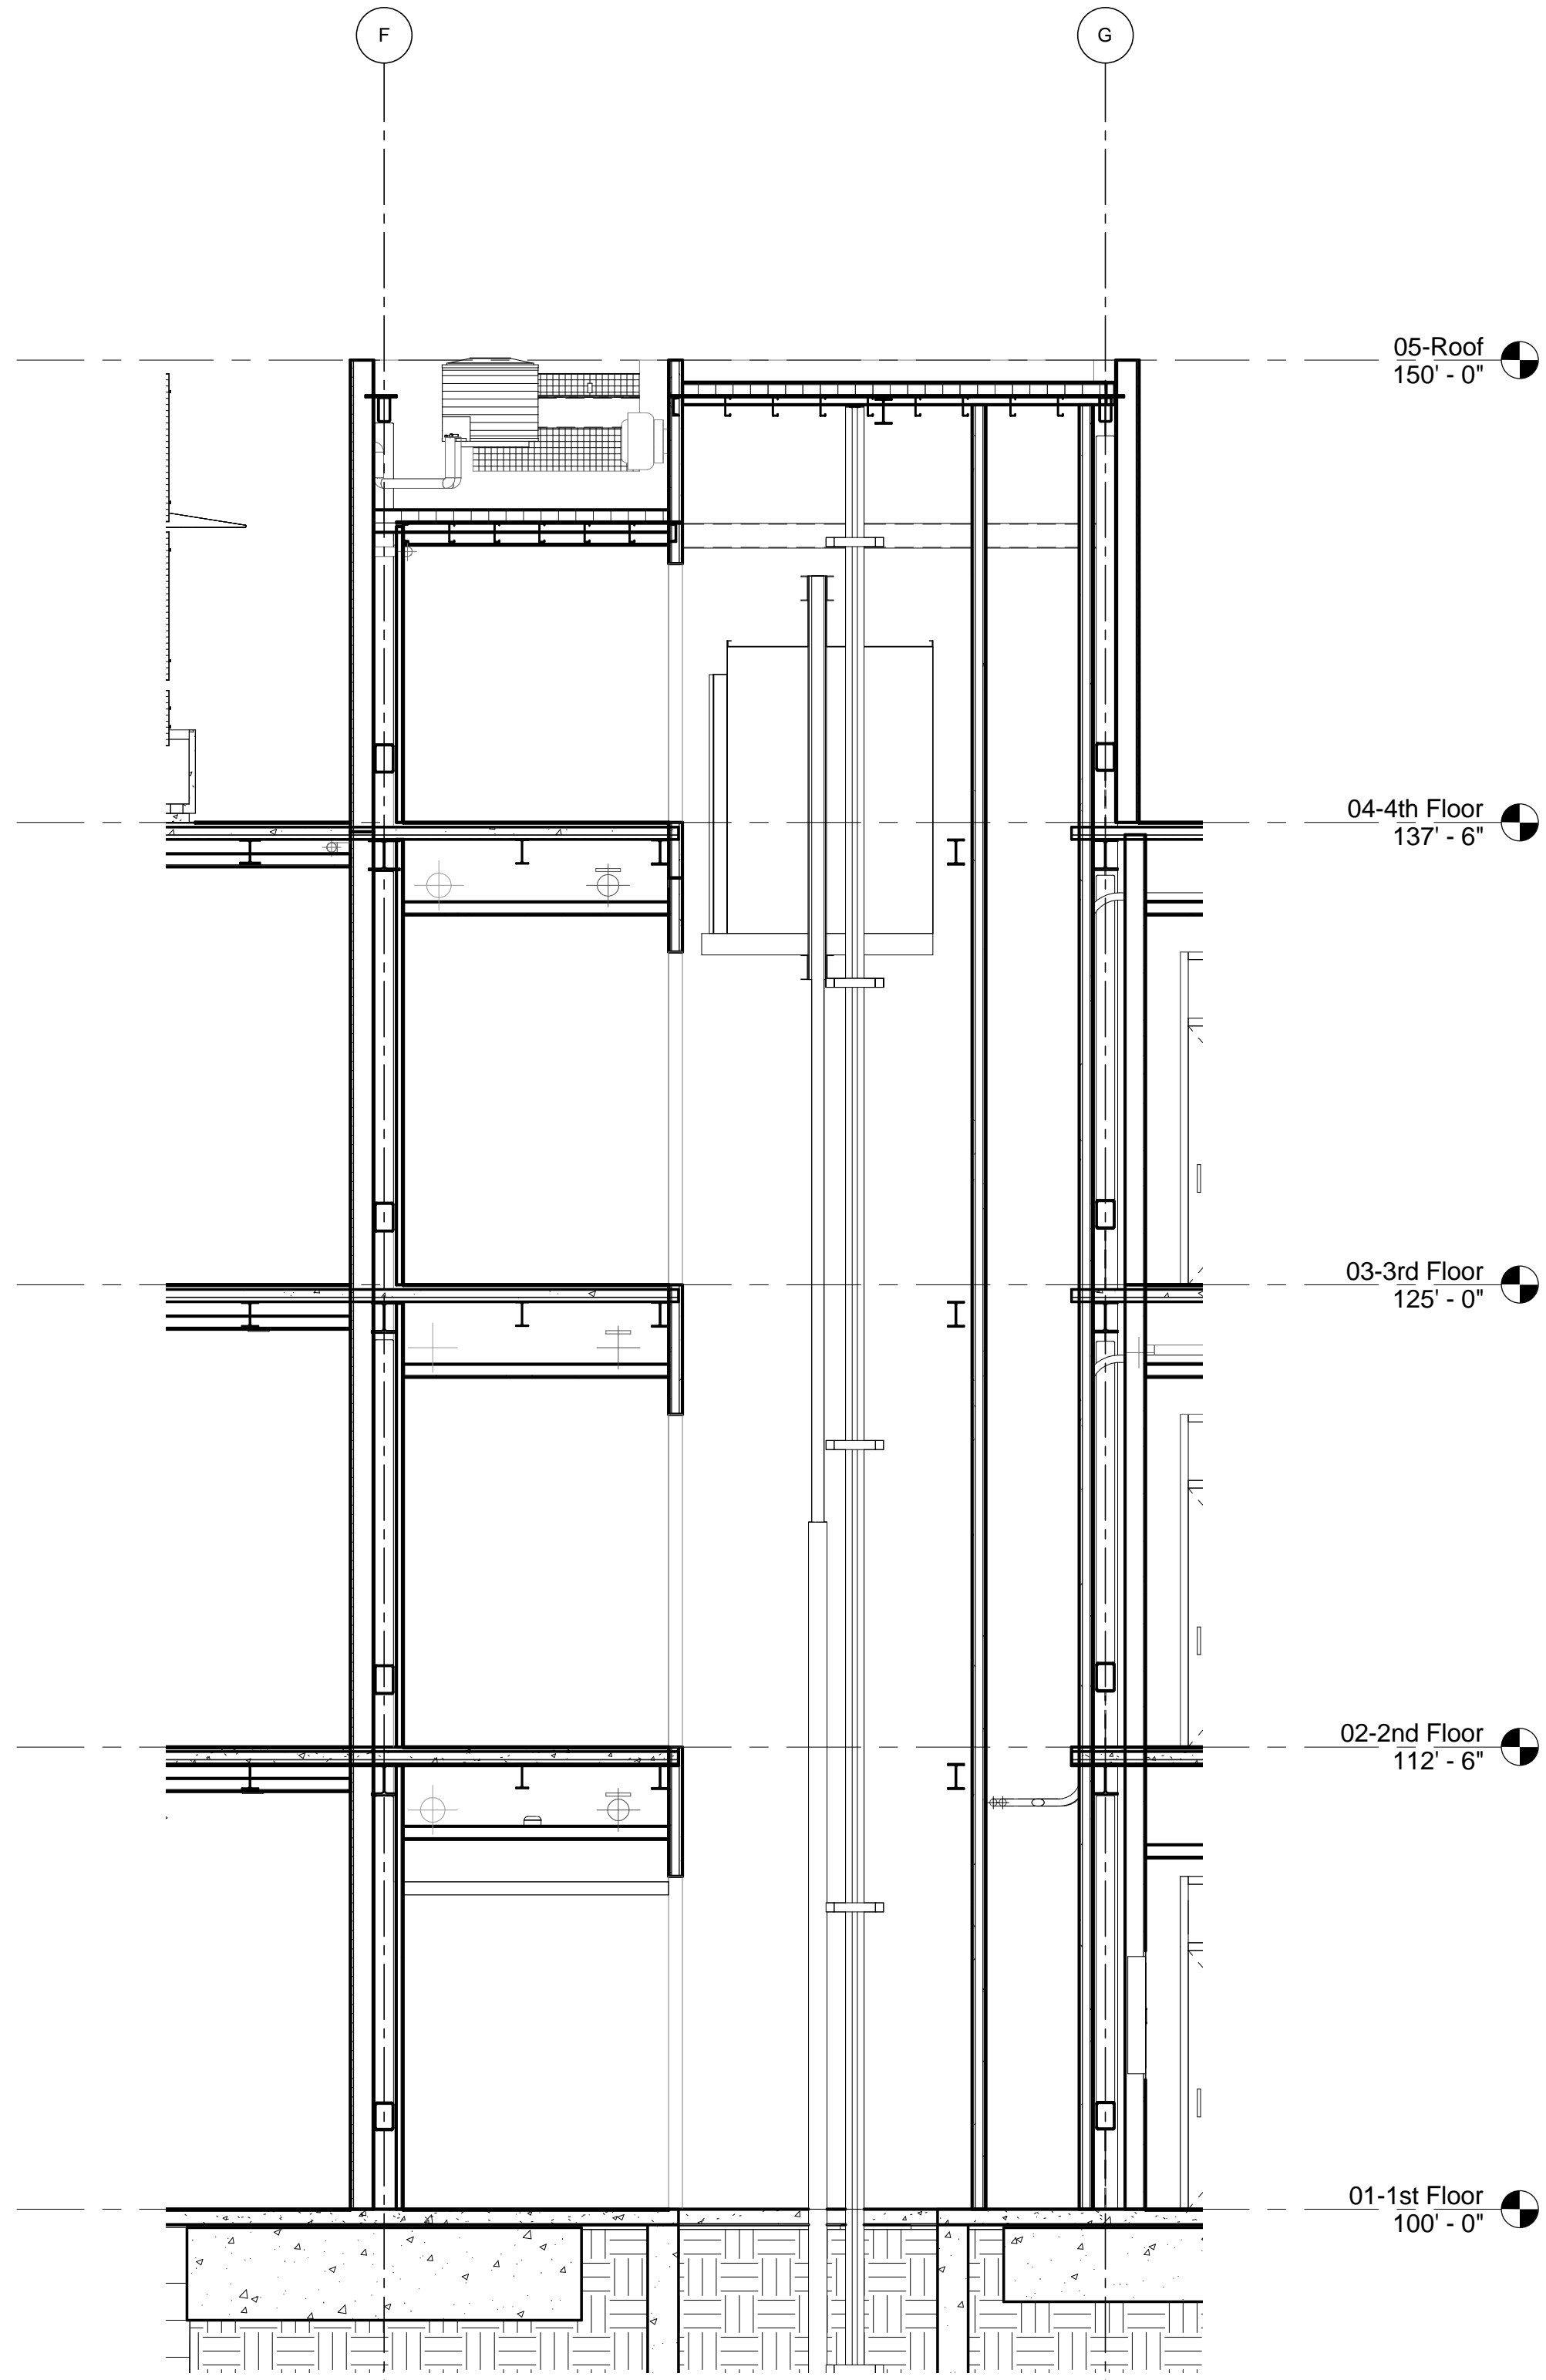 F
G
05-Roof
150' - 0"
04-4th Floor
137' - 6"
03-3rd Floor
125' - 0"
02-2nd Floor
112' - 6"
01-1st Floor
100' - 0"